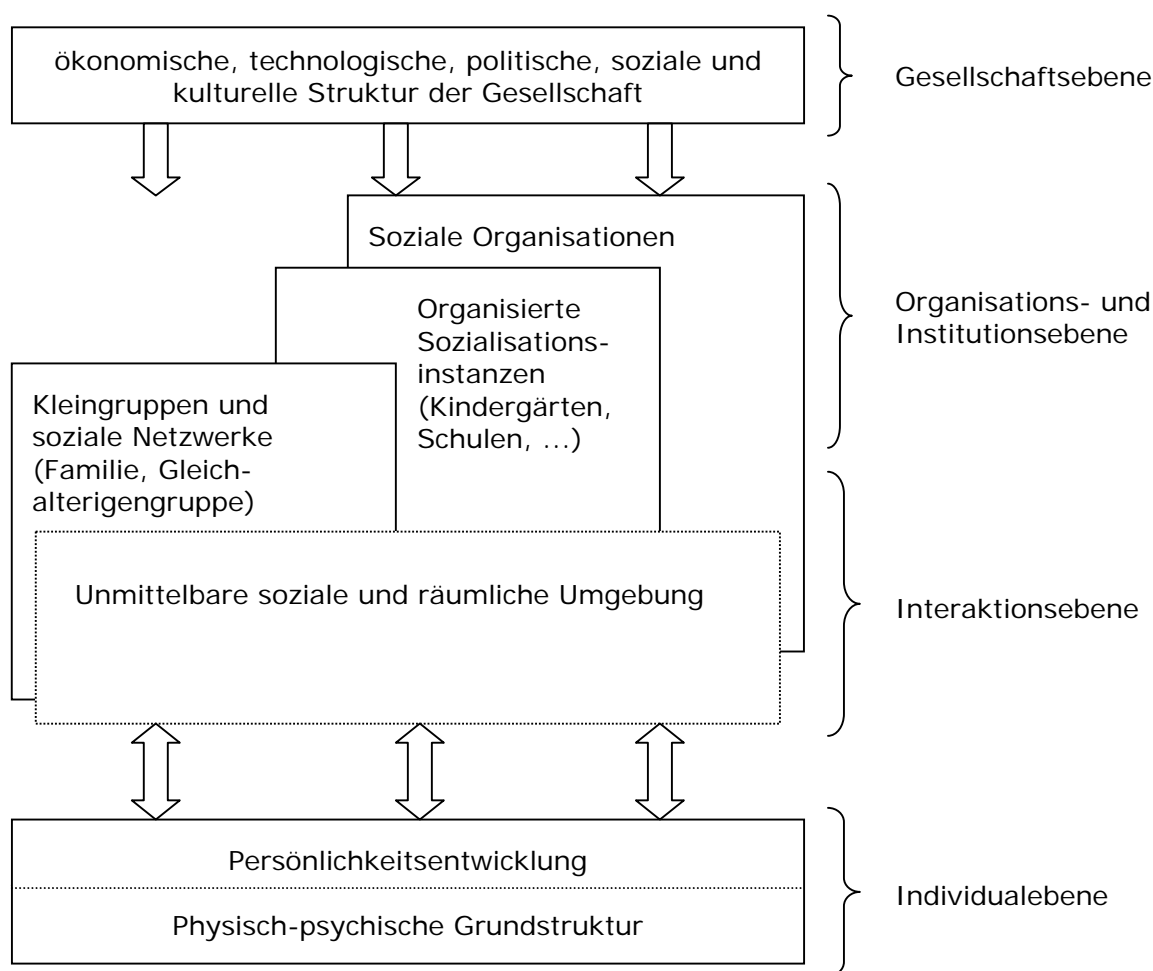 ökonomische, technologische, politische, soziale und
kulturelle Struktur der Gesellschaft
Gesellschaftsebene
Soziale Organisationen
Organisierte
Sozialisations-
instanzen
(Kindergärten,
Schulen, ...)
Organisations- und
Institutionsebene
Kleingruppen und
soziale Netzwerke
(Familie, Gleich-
alterigengruppe)
Unmittelbare soziale und räumliche Umgebung
Interaktionsebene
Persönlichkeitsentwicklung
Physisch-psychische Grundstruktur
Individualebene